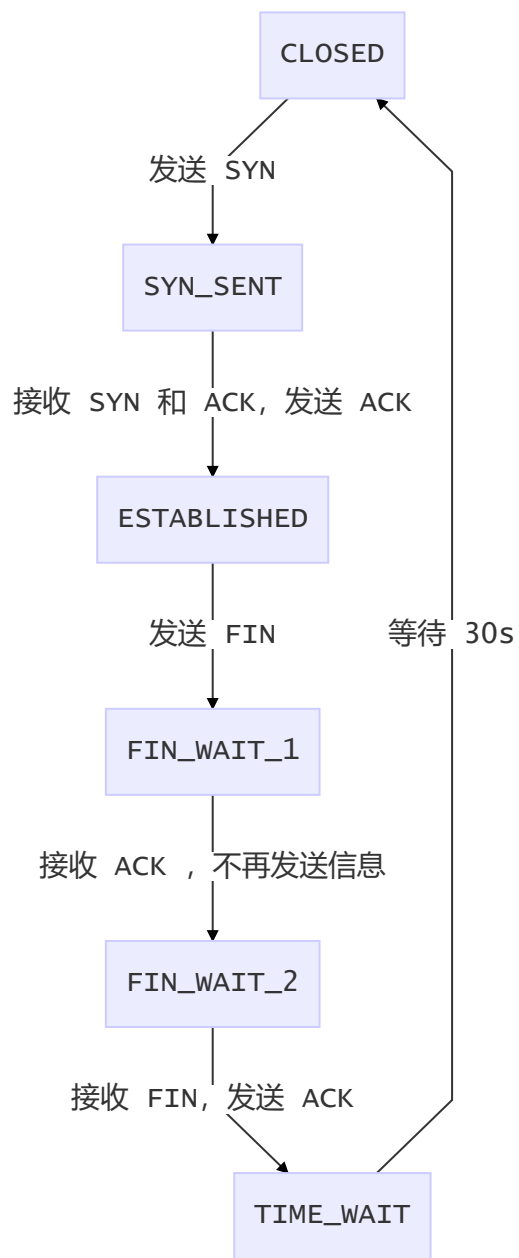 CLOSED
发送 SYN
SYN_SENT
接收 SYN 和 ACK，发送 ACK
ESTABLISHED
发送 FIN
等待 30s
FIN_WAIT_1
接收 ACK ，不再发送信息
FIN_WAIT_2
接收 FIN，发送 ACK
TIME_WAIT